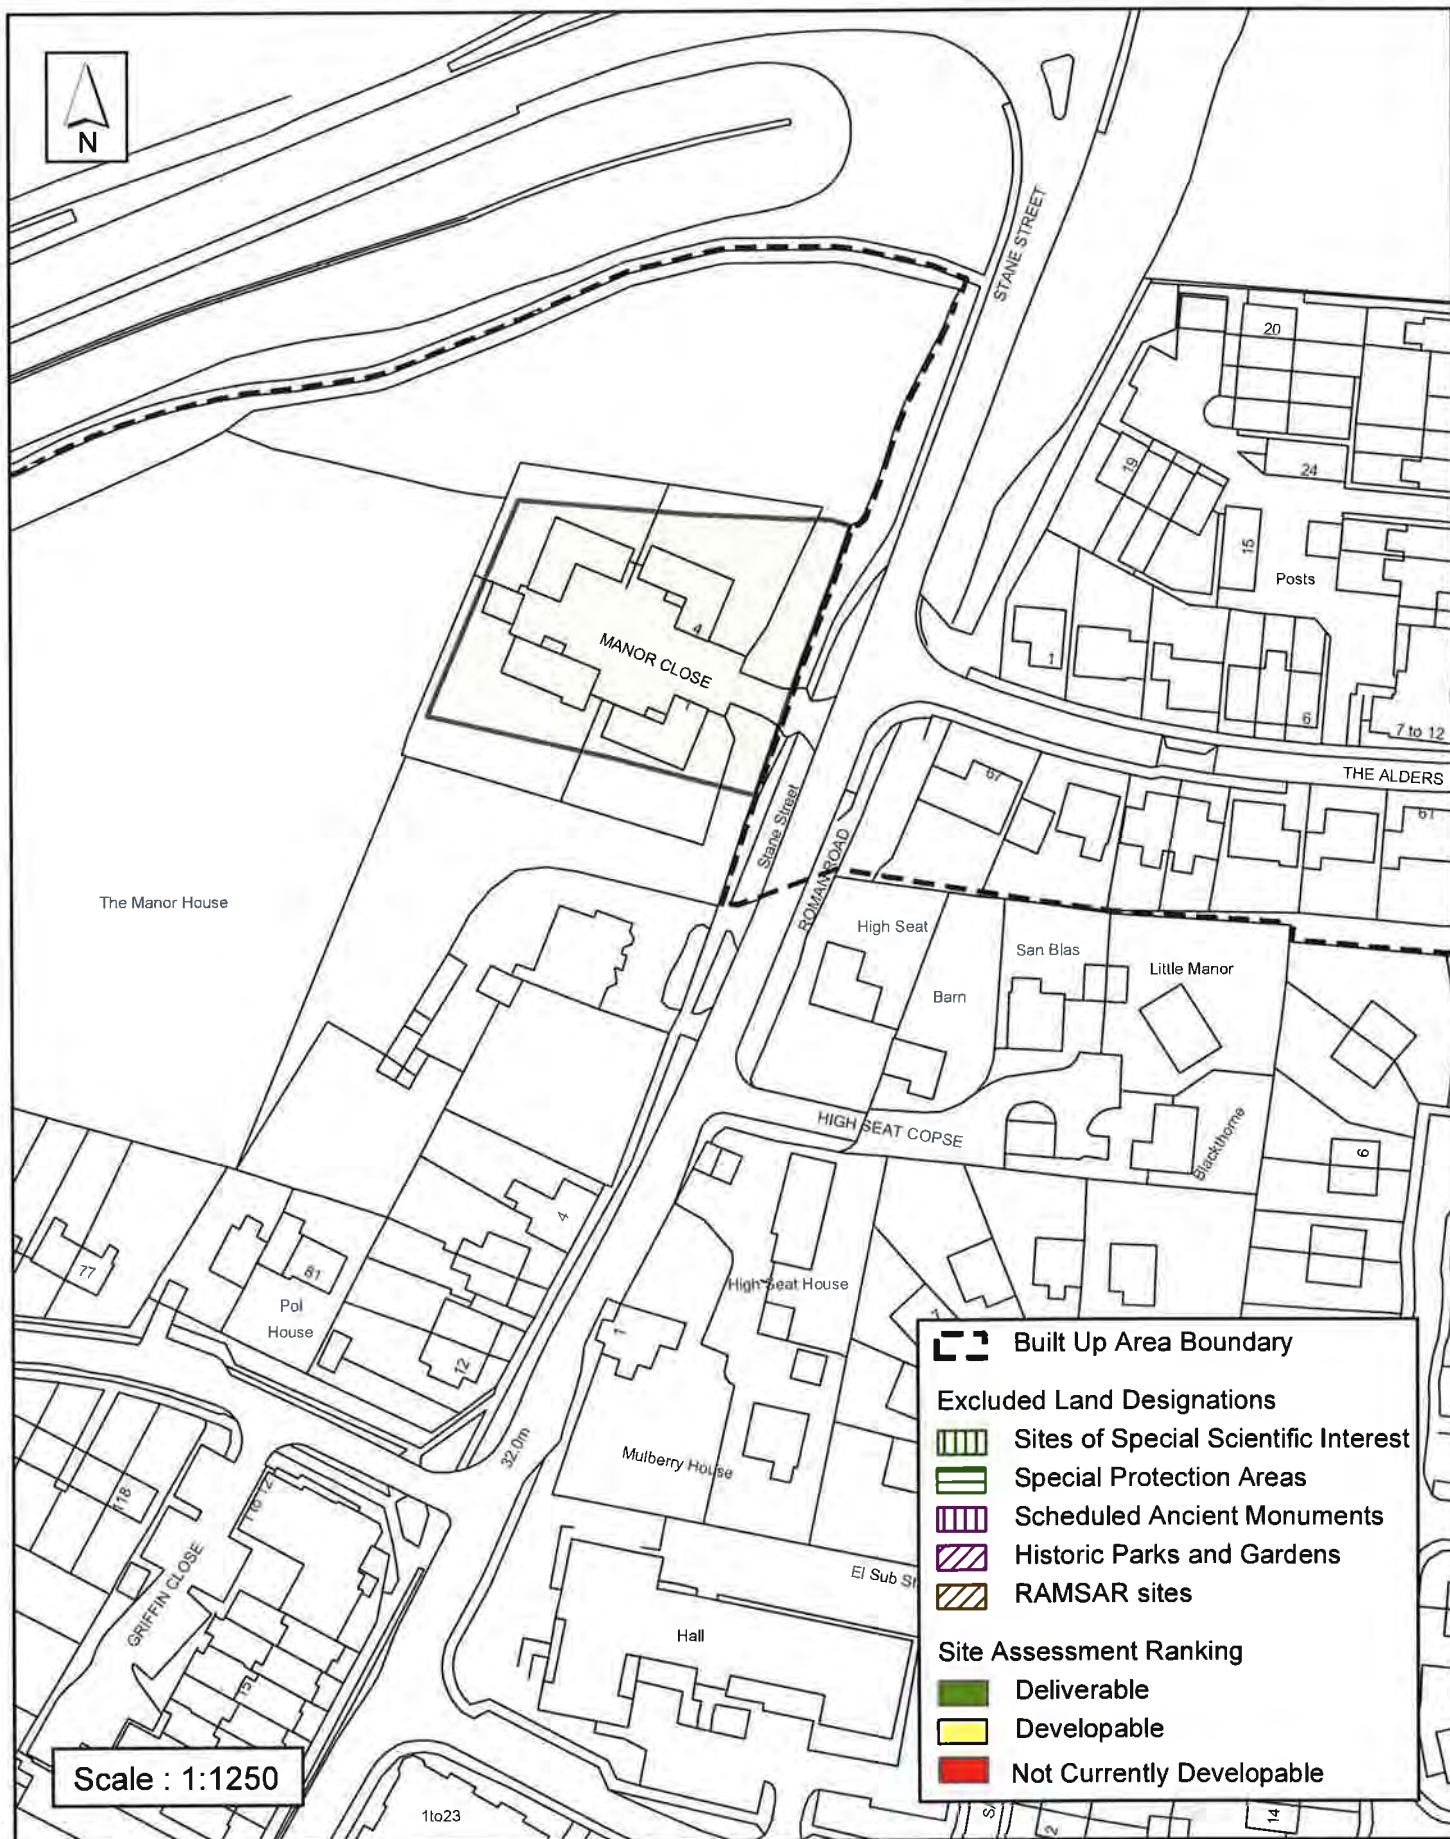 N
STANE STREET
20
19
24
15
Posts
MANOR CLOSE
4
1
1
6
7 to 12
THE ALDERS
67
61
Stane Street
ROMAN ROAD
The Manor House
High Seat
San Blas
Little Manor
Barn
HIGH SEAT COPSE
Blackthorne
6
4
77
81
Pol
House
High Seat House
1
12
Mulberry House
32.0m
118
1 to 12
GRIFFIN CLOSE
15
El Sub St
Hall
1to23
2
14
Built Up Area Boundary
Excluded Land Designations
Sites of Special Scientific Interest
Special Protection Areas
Scheduled Ancient Monuments
Historic Parks and Gardens
RAMSAR sites
Site Assessment Ranking
Deliverable
Developable
Not Currently Developable
Scale : 1:1250